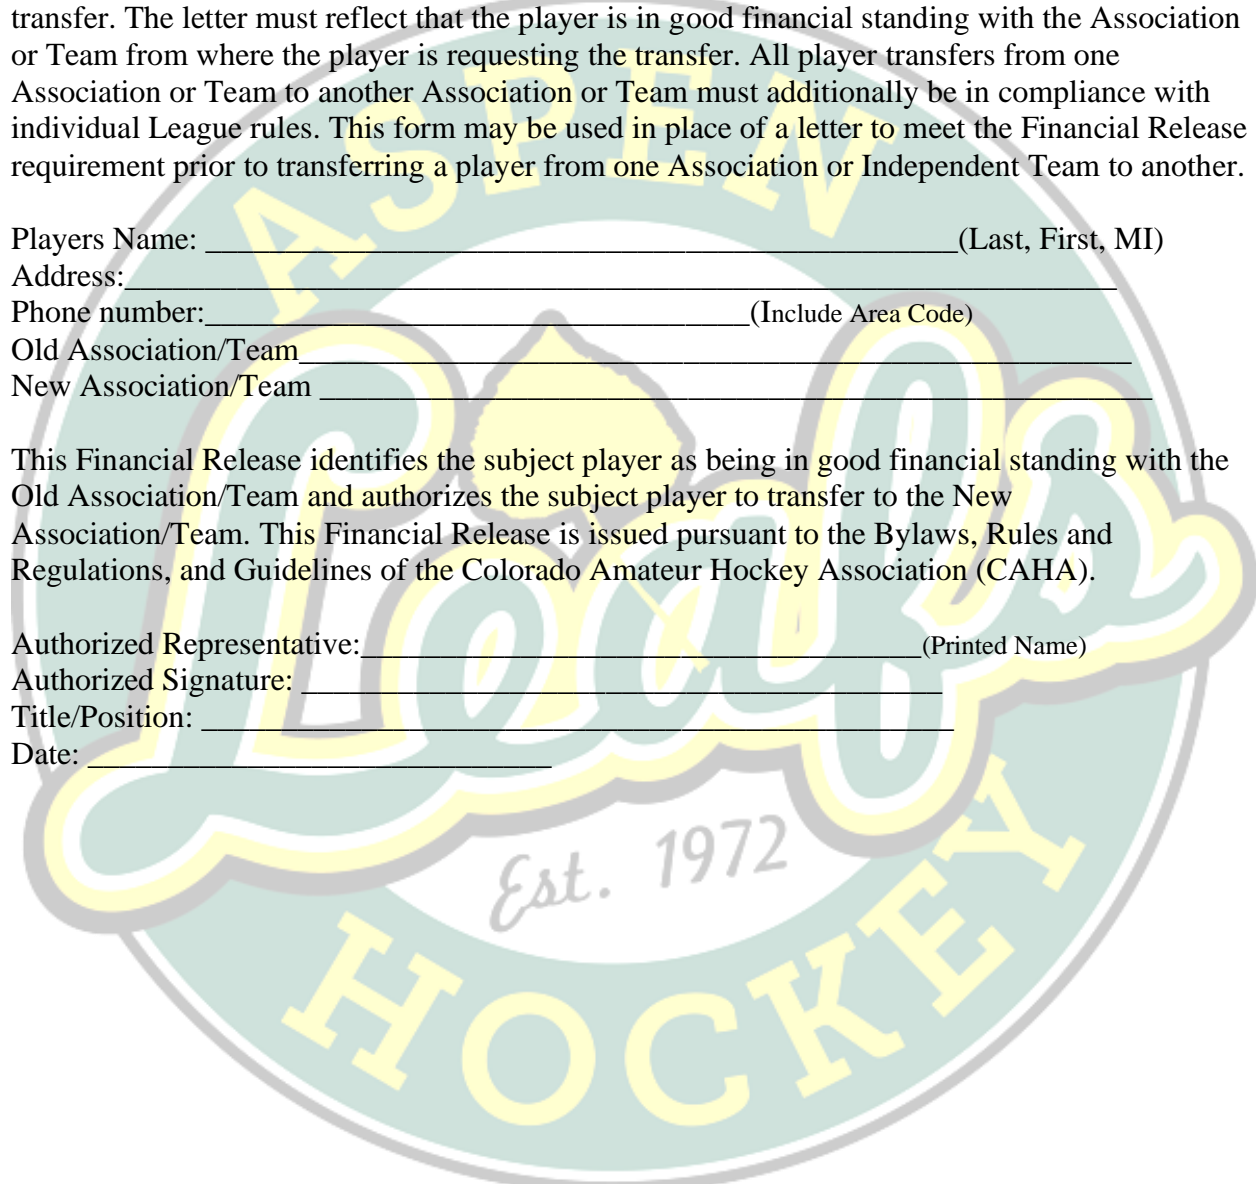 transfer. The letter must reflect that the player is in good financial standing with the Association
or Team from where the player is requesting the transfer. All player transfers from one
Association or Team to another Association or Team must additionally be in compliance with
individual League rules. This form may be used in place of a letter to meet the Financial Release
requirement prior to transferring a player from one Association or Independent Team to another.
Players Name: _______________________________________________(Last, First, MI)
Address:______________________________________________________________
Phone number:__________________________________(Include Area Code)
Old Association/Team____________________________________________________
New Association/Team ____________________________________________________
This Financial Release identifies the subject player as being in good financial standing with the
Old Association/Team and authorizes the subject player to transfer to the New
Association/Team. This Financial Release is issued pursuant to the Bylaws, Rules and
Regulations, and Guidelines of the Colorado Amateur Hockey Association (CAHA).
Authorized Representative:___________________________________(Printed Name)
Authorized Signature: ________________________________________
Title/Position: _______________________________________________
Date: _____________________________
ASPEN
Leafs
Est. 1972
HOCKEY